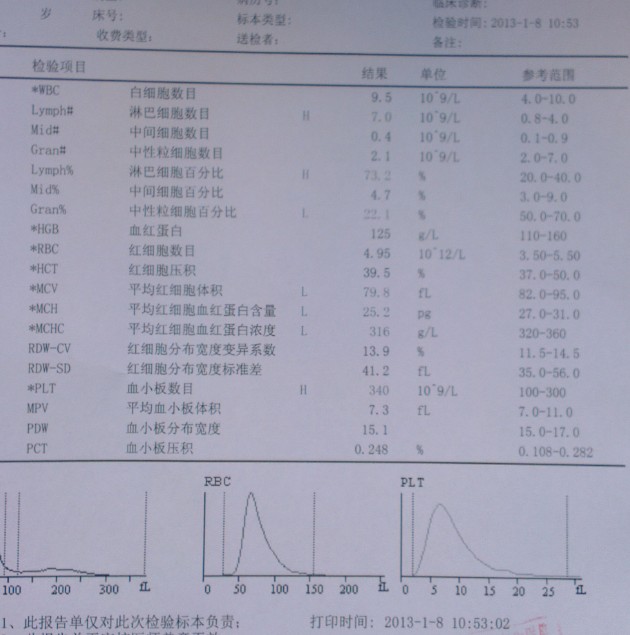 岁 床号: 标本类型: 检验时间:2013-1-8 10:53
收费类型: 送检者: 备注:
检验项目 结果 单位 参考范围
*WBC 白细胞数目 9.5 10^9/L 4.0-10.0
Lymph# 淋巴细胞数目 H 7.0 10^9/L 0.8-4.0
Mid# 中间细胞数目 0.4 10^9/L 0.1-0.9
Gran# 中性粒细胞数目 2.1 10^9/L 2.0-7.0
Lymph% 淋巴细胞百分比 H 73.2 % 20.0-40.0
Mid% 中间细胞百分比 4.7 % 3.0-9.0
Gran% 中性粒细胞百分比 L 22.1 % 50.0-70.0
*HGB 血红蛋白 125 g/L 110-160
*RBC 红细胞数目 4.95 10^12/L 3.50-5.50
*HCT 红细胞压积 39.5 % 37.0-50.0
*MCV 平均红细胞体积 L 79.8 fL 82.0-95.0
*MCH 平均红细胞血红蛋白含量 L 25.2 pg 27.0-31.0
*MCHC 平均红细胞血红蛋白浓度 L 316 g/L 320-360
RDW-CV 红细胞分布宽度变异系数 13.9 % 11.5-14.5
RDW-SD 红细胞分布宽度标准差 41.2 fL 35.0-56.0
*PLT 血小板数目 H 340 10^9/L 100-300
MPV 平均血小板体积 7.3 fL 7.0-11.0
PDW 血小板分布宽度 15.1 15.0-17.0
PCT 血小板压积 0.248 % 0.108-0.282
RBC PLT
100 200 300 fL 0 50 100 150 200 fL 0 5 10 15 20 25 fL
1、此报告单仅对此次检验标本负责; 打印时间: 2013-1-8 10:53:02